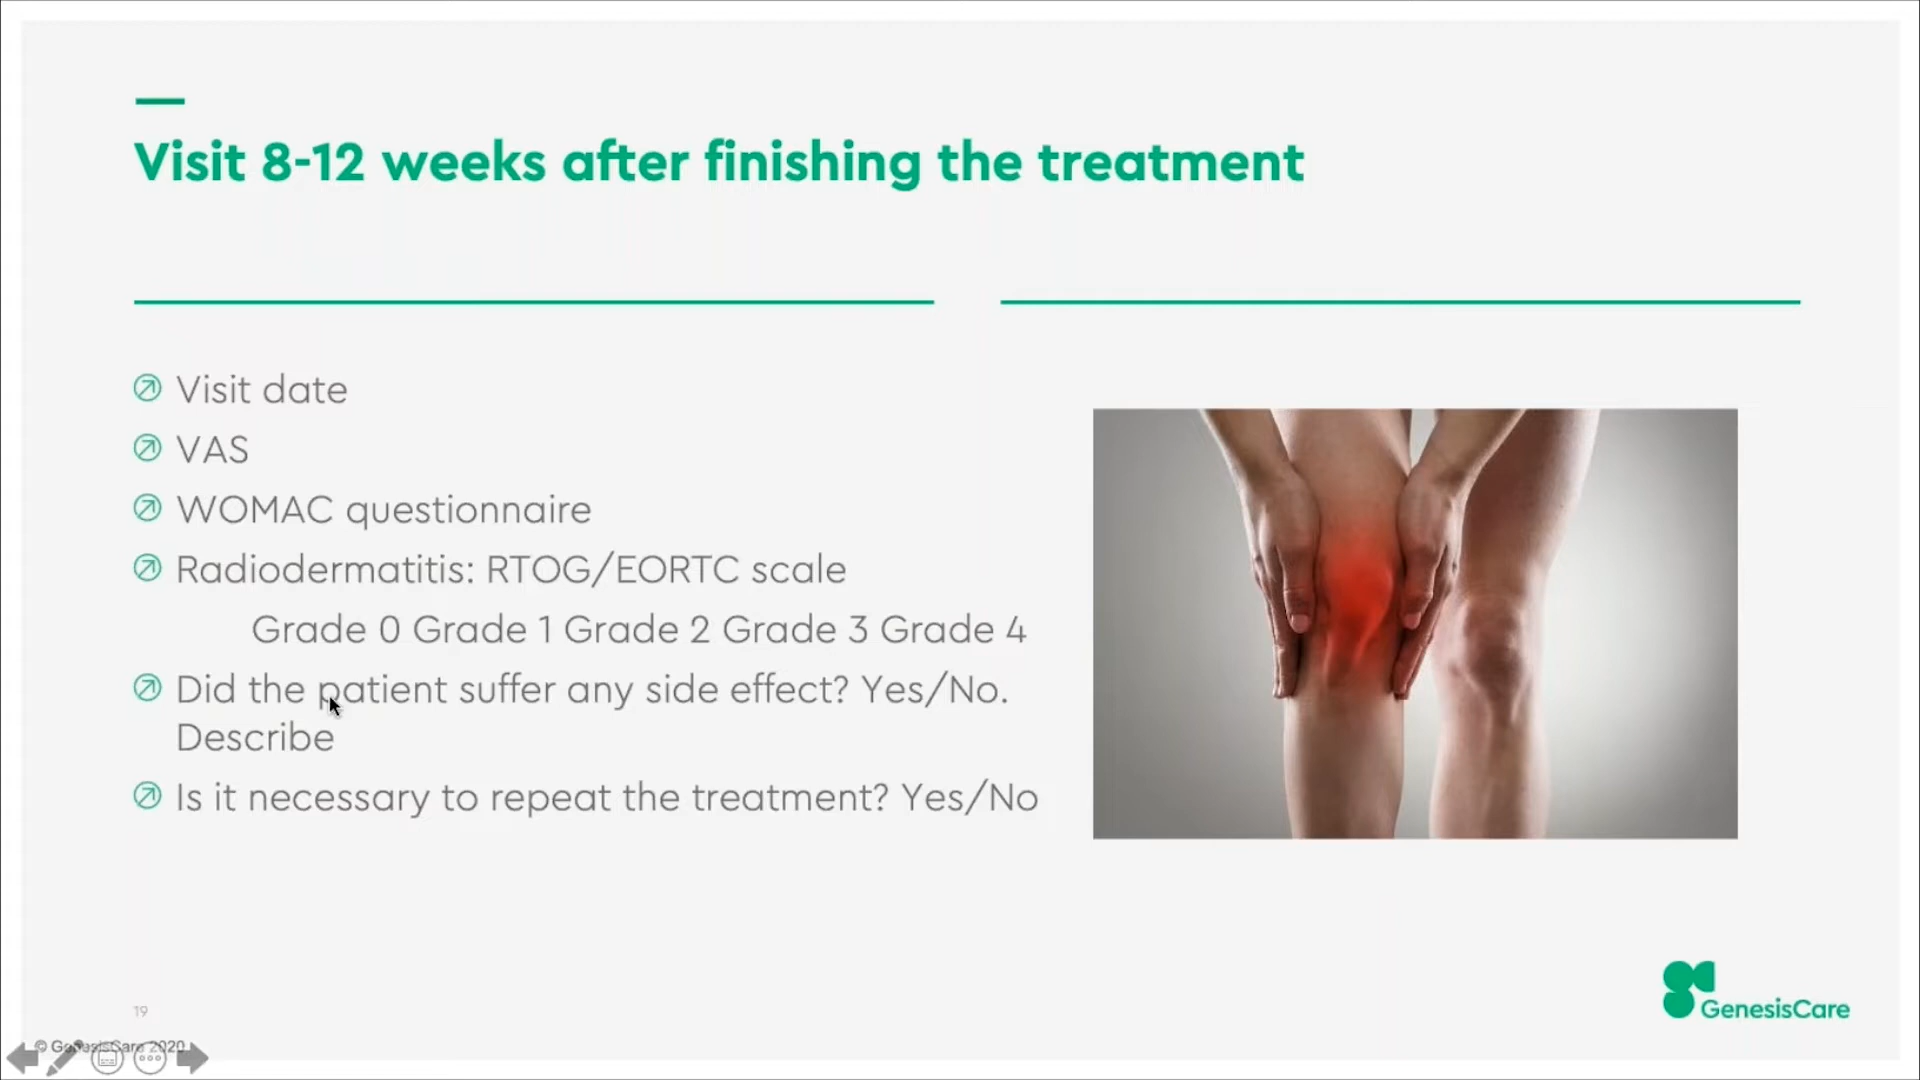 Visit 8-12 weeks after finishing the treatment
Visit date
VAS
WOMAC questionnaire
Radiodermatitis: RTOG/EORTC scale
Grade 0 Grade 1 Grade 2 Grade 3 Grade 4
Did the patient suffer any side effect? Yes/No.
Describe
Is it necessary to repeat the treatment? Yes/No
19
GenesisCare
© GenesisCare 2020